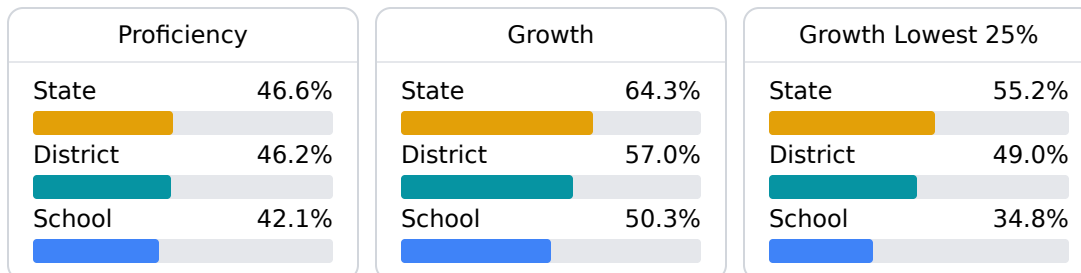 Proficiency
State 46.6%
District 46.2%
School 42.1%
Growth
State 64.3%
District 57.0%
School 50.3%
Growth Lowest 25%
State 55.2%
District 49.0%
School 34.8%